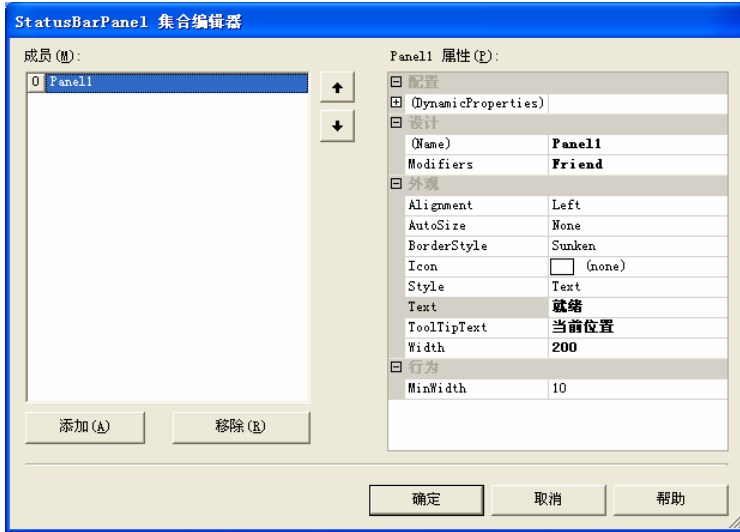 StatusBarPanel 集合编辑器
成员(M):
0 Panel1
添加(A) 移除(R)
Panel1 属性(P):
配置
(DynamicProperties)
设计
(Name) Panel1
Modifiers Friend
外观
Alignment Left
AutoSize None
BorderStyle Sunken
Icon (none)
Style Text
Text 就绪
ToolTipText 当前位置
Width 200
行为
MinWidth 10
确定 取消 帮助